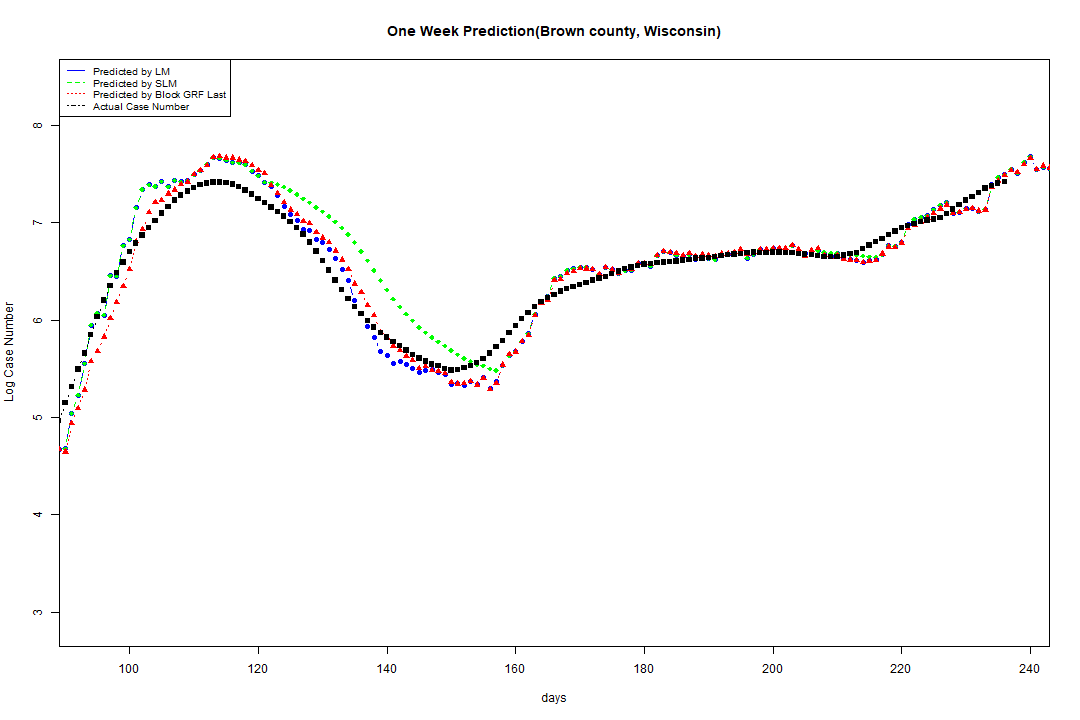 One Week Prediction(Brown county, Wisconsin)
Predicted by LM
Predicted by SLM
Predicted by Block GRF Last
Actual Case Number
8
7
6
5
4
3
Log Case Number
100 120 140 160 180 200 220 240
days